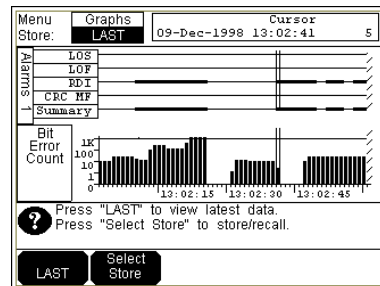 Menu Graphs Cursor
Store: LAST 09-Dec-1998 13:02:41 5
Alarms 1
LOS
LOF
RDI
CRC MF
Summary
Bit Error Count
1K
100
10
1
0
13:02:15 13:02:30 13:02:45
? Press "LAST" to view latest data.
Press "Select Store" to store/recall.
LAST Select Store